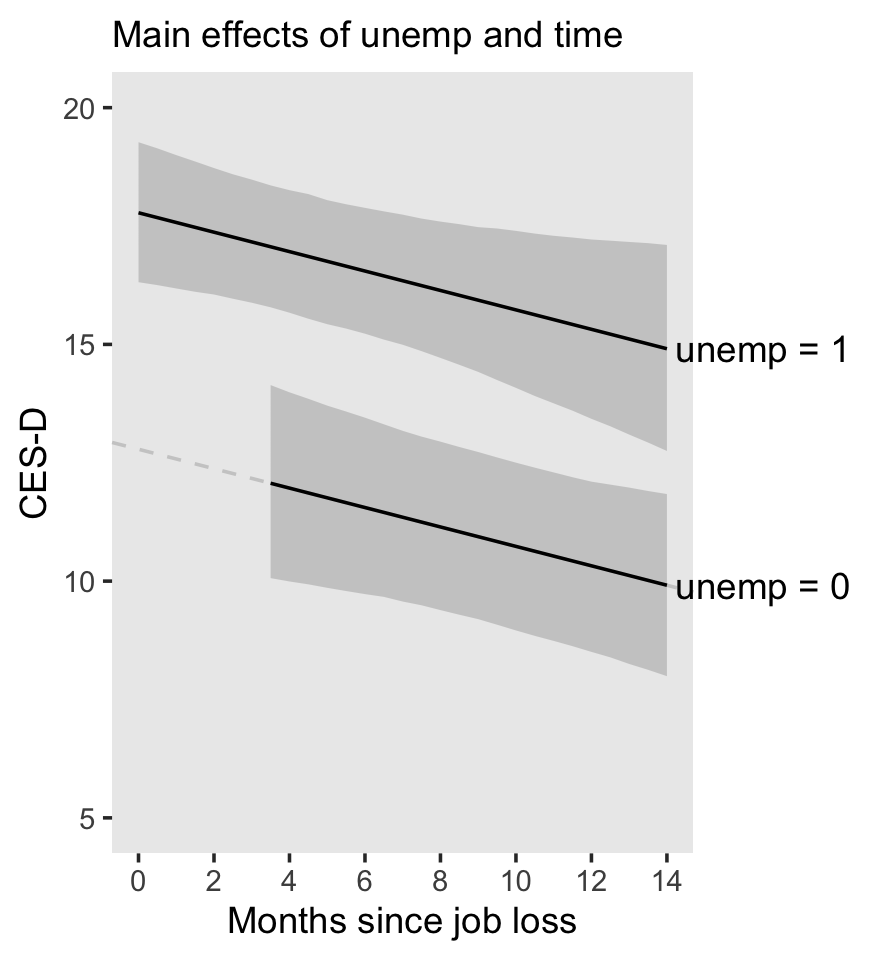 Main effects of unemp and time
20
15
10
5
CES-D
unemp = 1
unemp = 0
0 2 4 6 8 10 12 14
Months since job loss